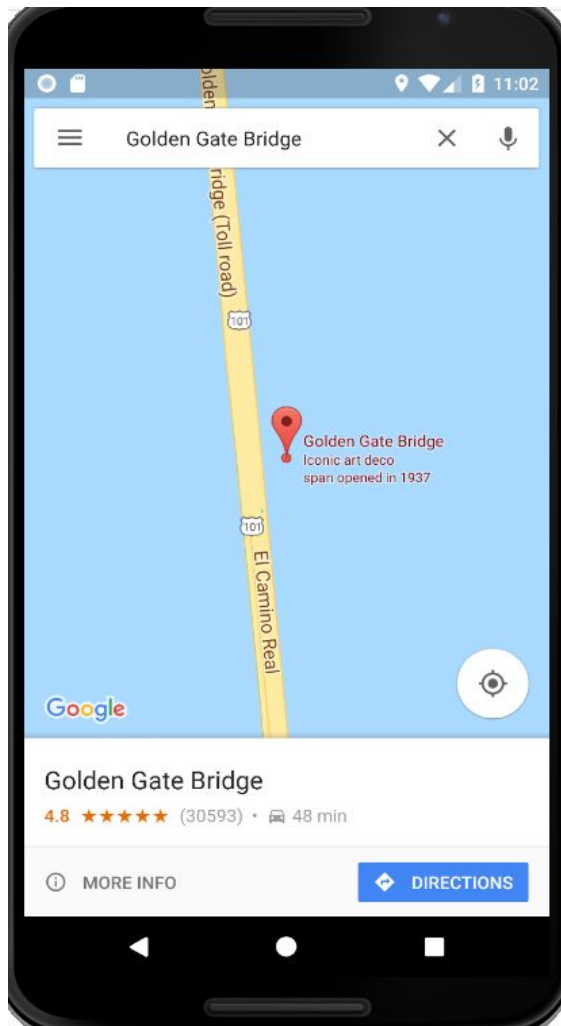 11:02
olden
Golden Gate Bridge
ridge (Toll road)
101
Golden Gate Bridge
Iconic art deco
span opened in 1937
101
El Camino Real
Google
Golden Gate Bridge
4.8 ★★★★★ (30593) • 48 min
MORE INFO
DIRECTIONS